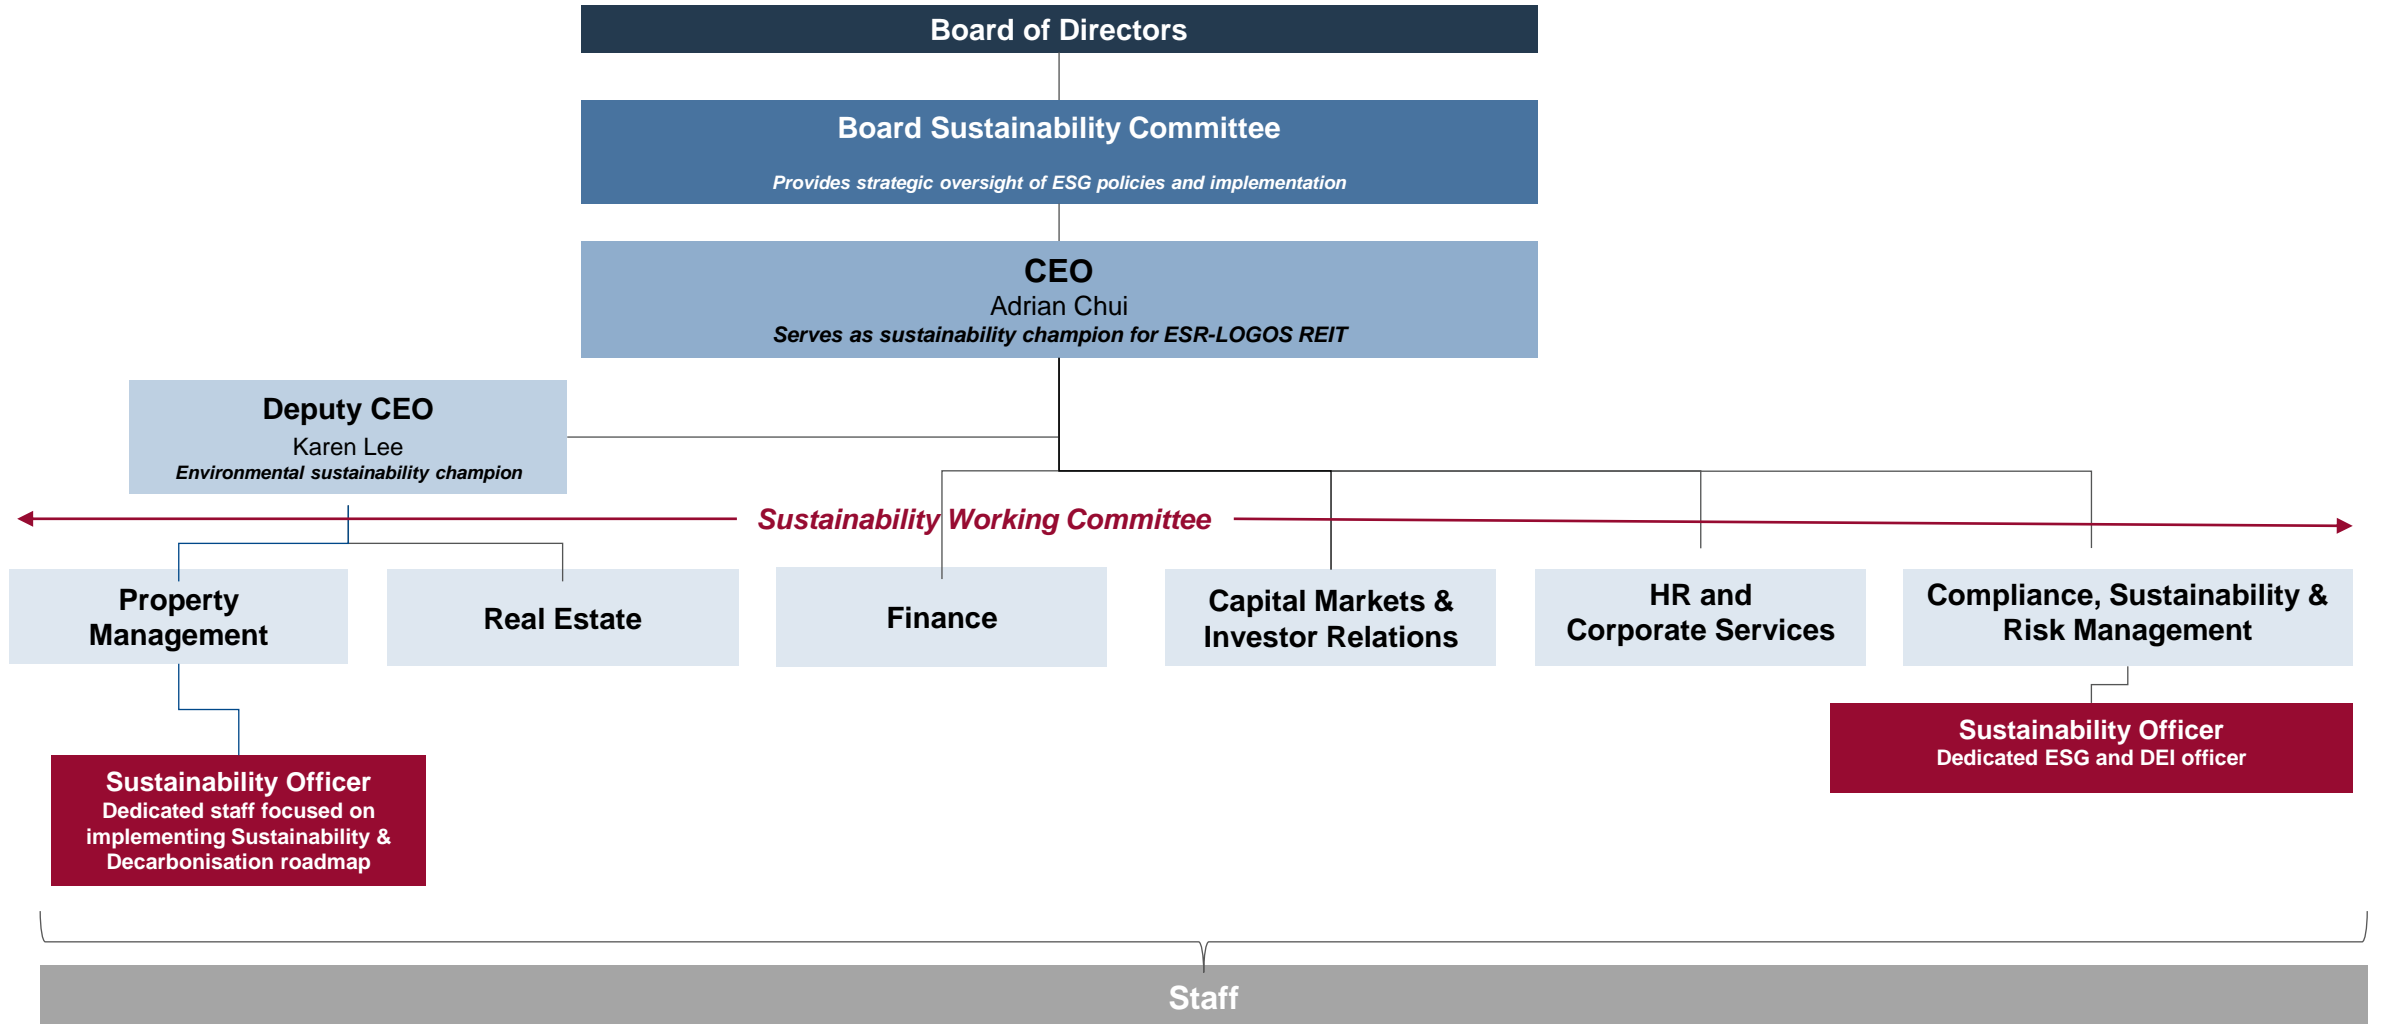 Board of Directors
Board Sustainability Committee
Provides strategic oversight of ESG policies and implementation
CEO
Adrian Chui
Serves as sustainability champion for ESR-LOGOS REIT
Deputy CEO
Karen Lee
Environmental sustainability champion
Sustainability Working Committee
Property
Management
Real Estate
Finance
Capital Markets &
Investor Relations
HR and
Corporate Services
Compliance, Sustainability &
Risk Management
Sustainability Officer
Dedicated staff focused on
implementing Sustainability &
Decarbonisation roadmap
Sustainability Officer
Dedicated ESG and DEI officer
Staff